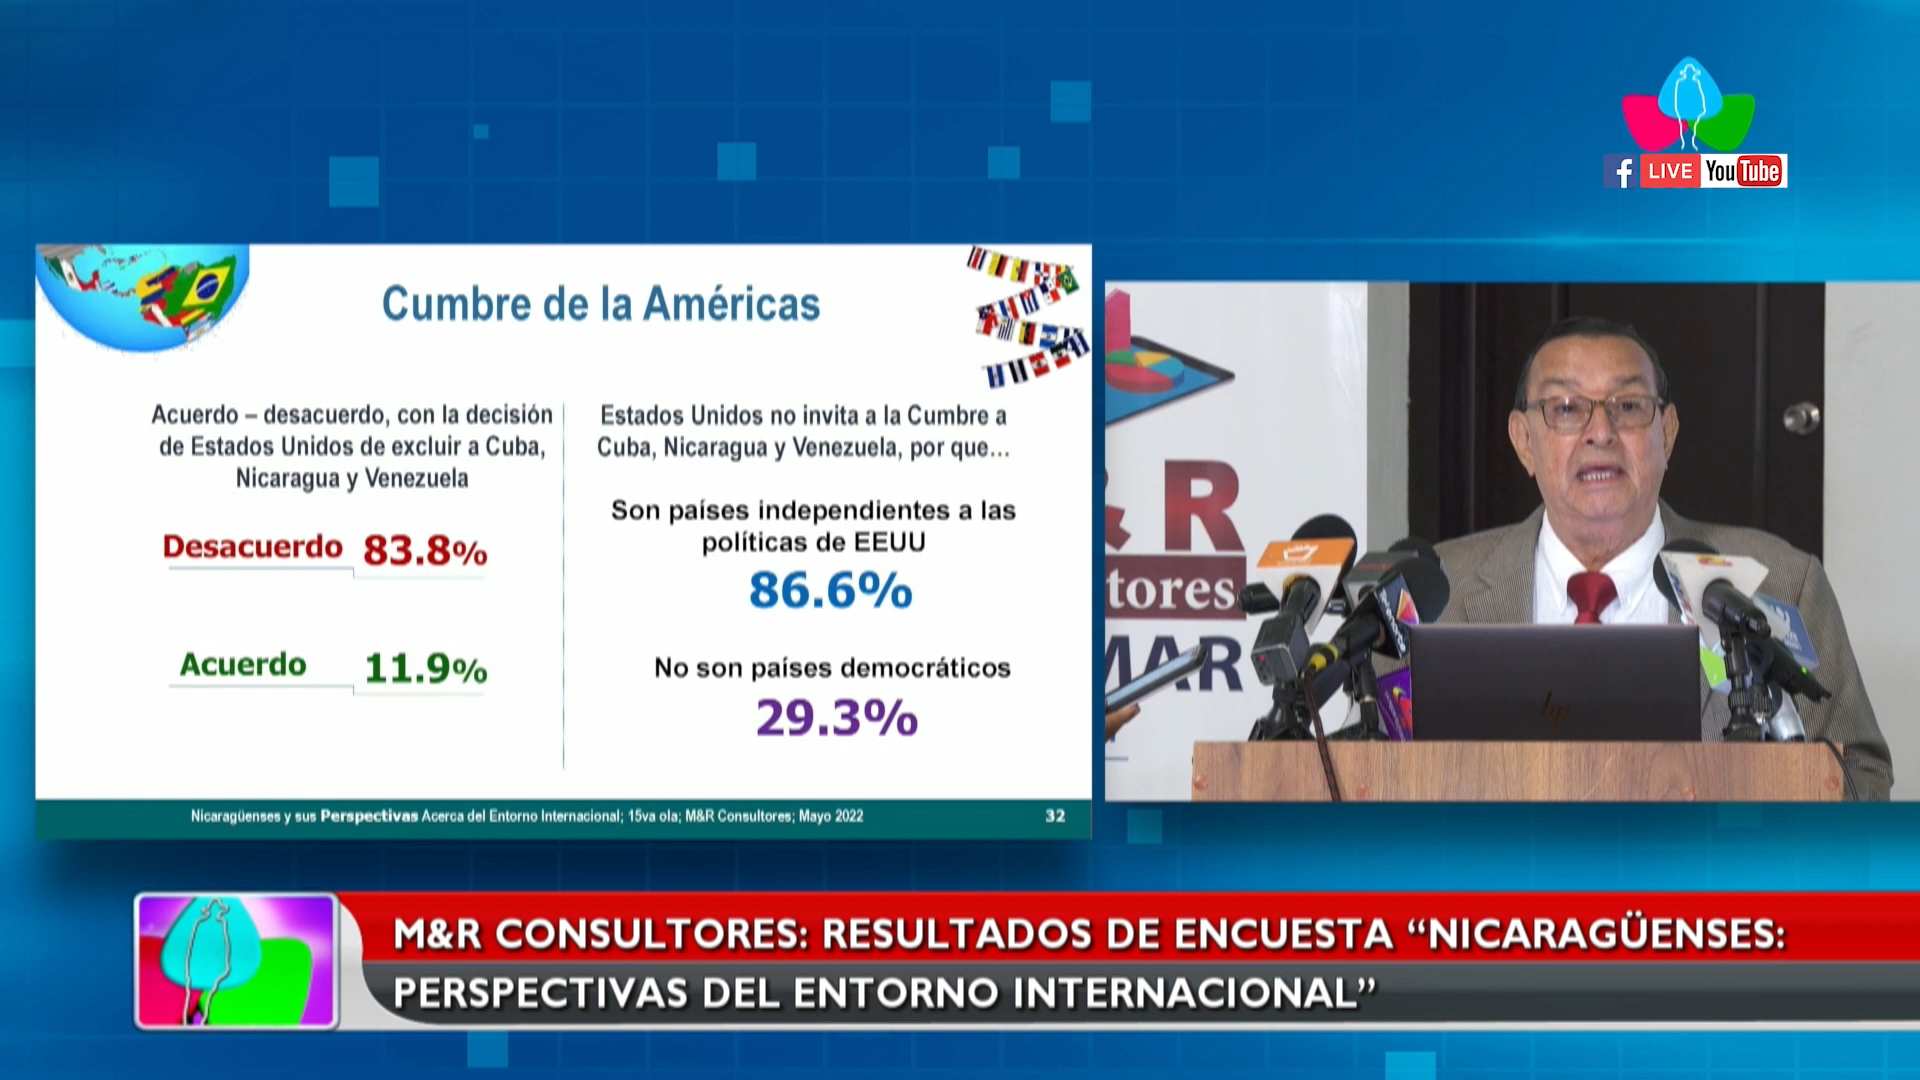 f LIVE YouTube
Cumbre de la Américas
Acuerdo – desacuerdo, con la decisión
de Estados Unidos de excluir a Cuba,
Nicaragua y Venezuela
Desacuerdo 83.8%
Acuerdo 11.9%
Estados Unidos no invita a la Cumbre a
Cuba, Nicaragua y Venezuela, por que...
Son países independientes a las
políticas de EEUU
86.6%
No son países democráticos
29.3%
Nicaragüenses y sus Perspectivas Acerca del Entorno Internacional; 15va ola; M&R Consultores; Mayo 2022 32
& R
tores
MAR
hp
M&R CONSULTORES: RESULTADOS DE ENCUESTA “NICARAGÜENSES:
PERSPECTIVAS DEL ENTORNO INTERNACIONAL”